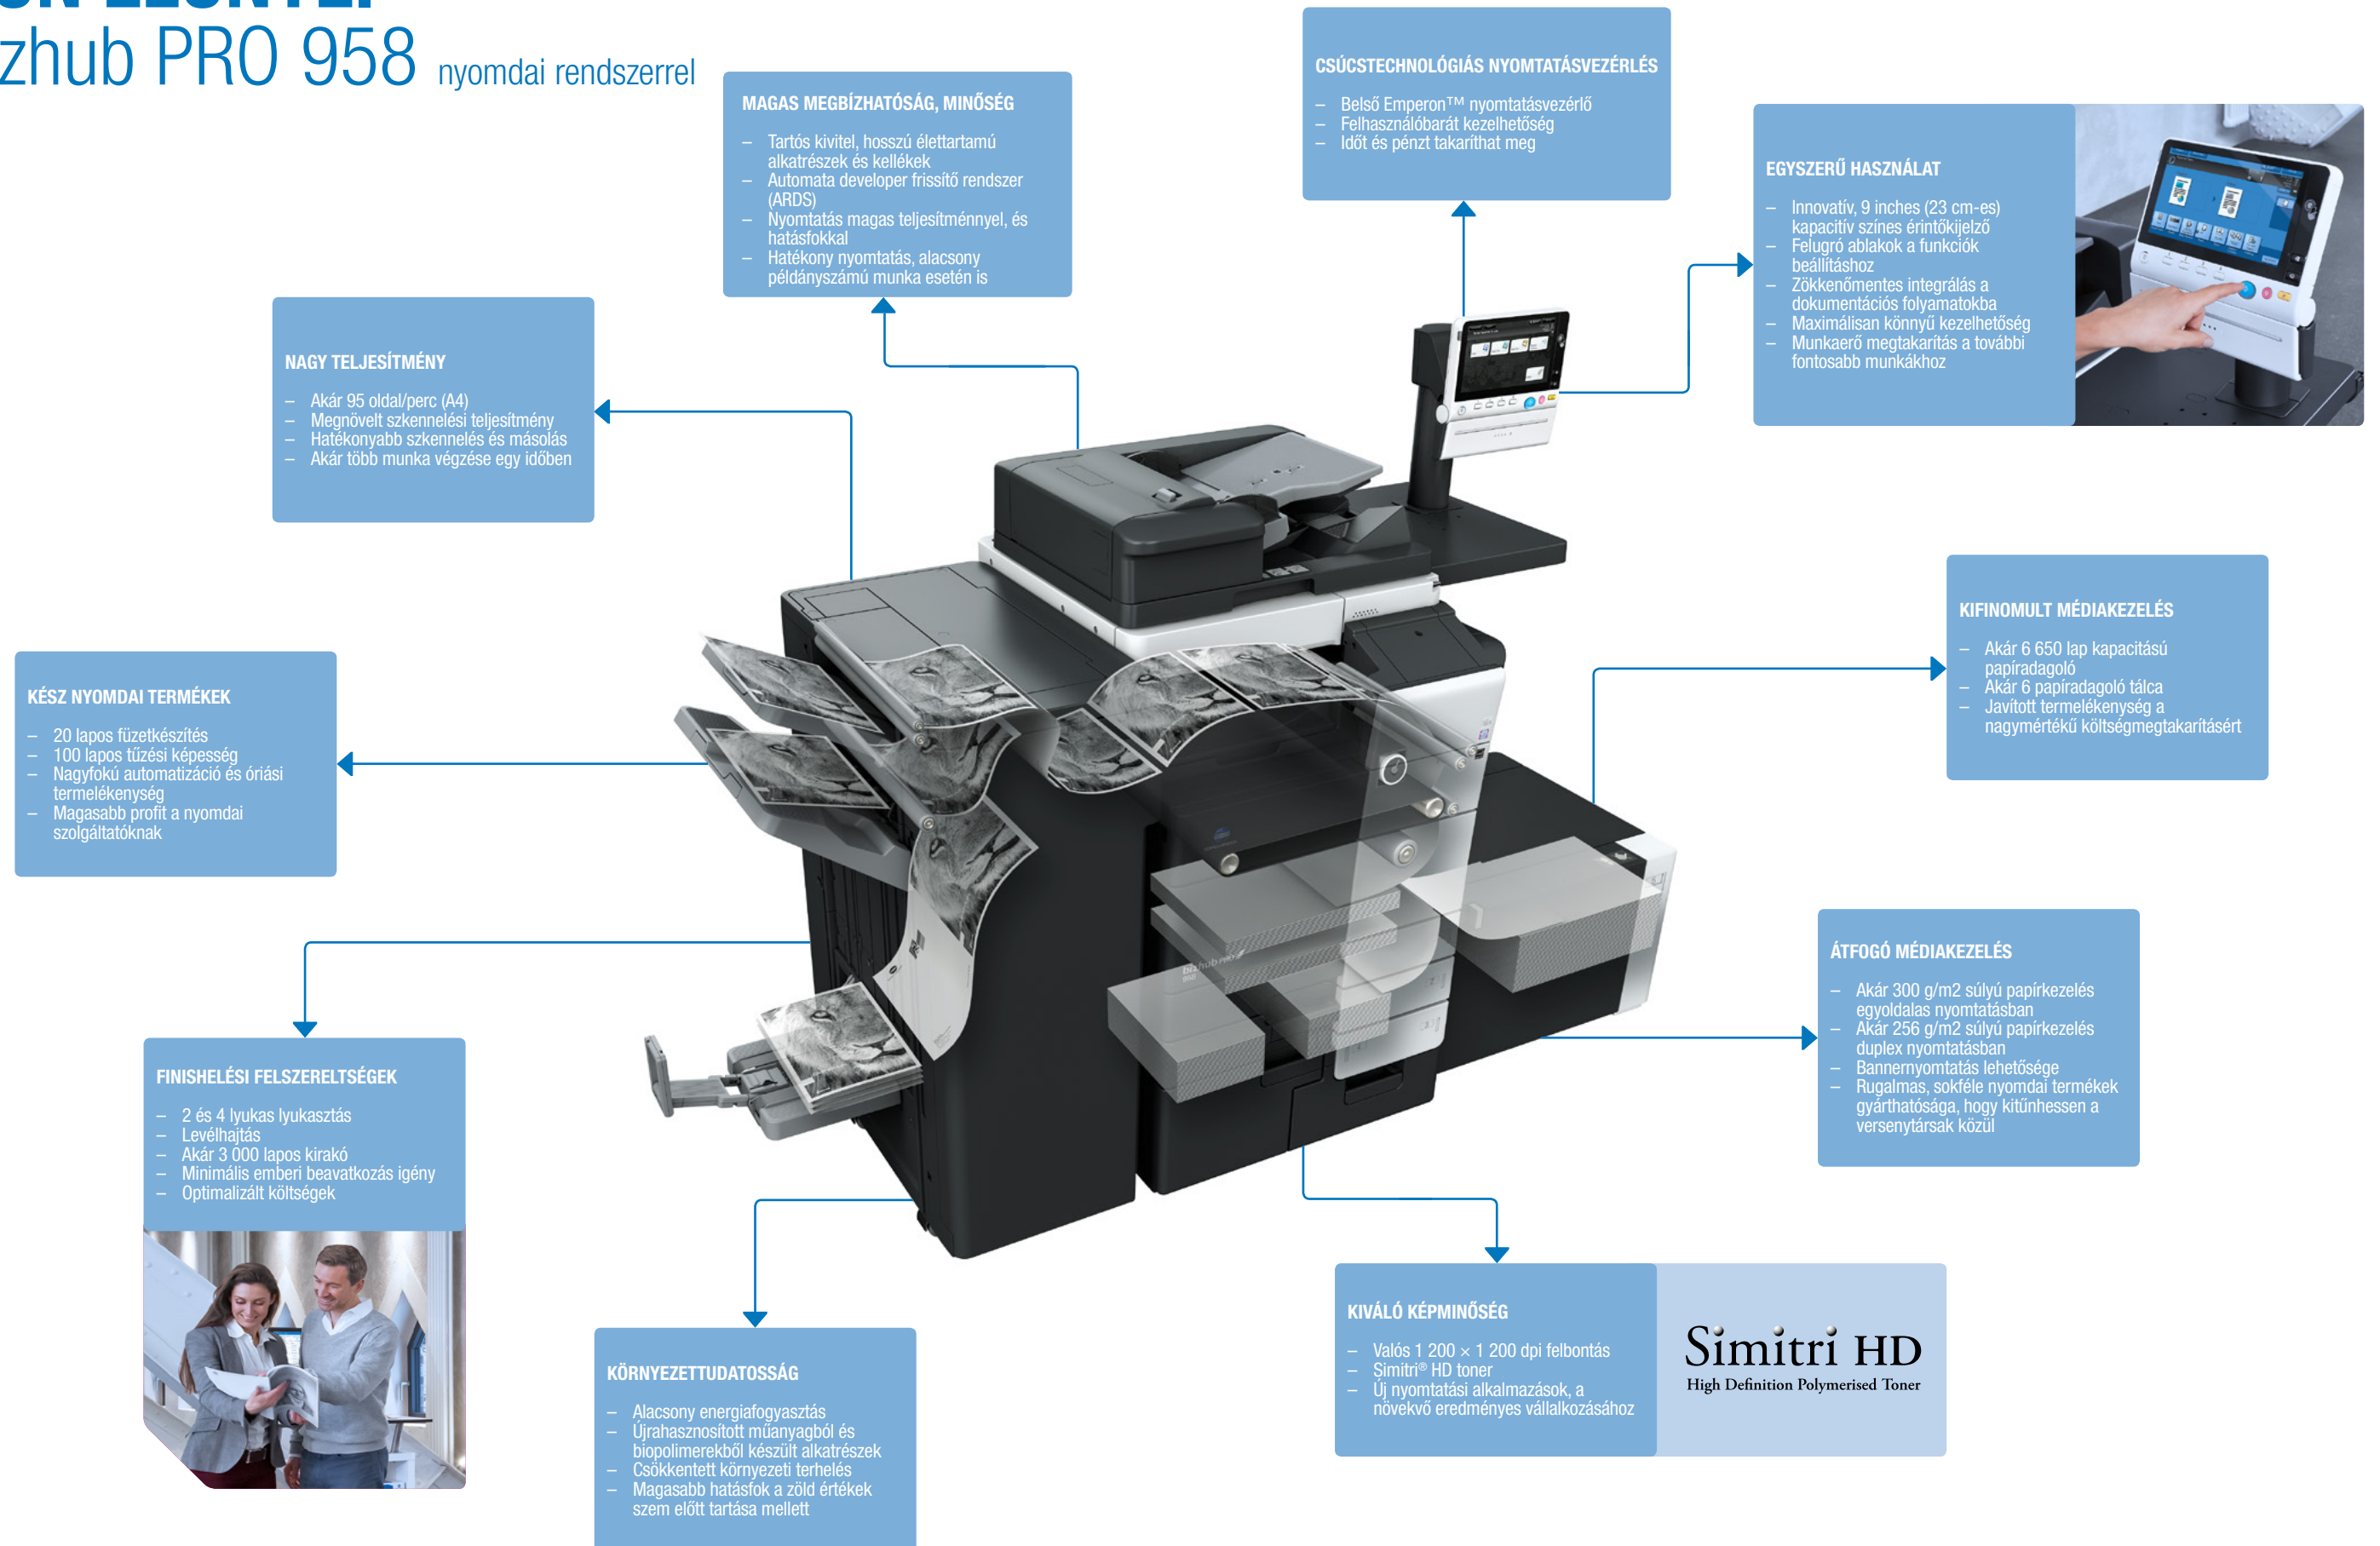 zhub PRO 958 nyomdai rendszerrel
CSÚCSTECHNOLÓGIÁS NYOMTATÁSVEZÉRLÉS
– Belső Emperon™ nyomtatásvezérlő
– Felhasználóbarát kezelhetőség
– Időt és pénzt takaríthat meg
MAGAS MEGBÍZHATÓSÁG, MINŐSÉG
– Tartós kivitel, hosszú élettartamú
alkatrészek és kellékek
– Automata developer frissítő rendszer
(ARDS)
– Nyomtatás magas teljesítménnyel, és
hatásfokkal
– Hatékony nyomtatás, alacsony
példányszámú munka esetén is
EGYSZERŰ HASZNÁLAT
– Innovatív, 9 inches (23 cm-es)
kapacitív színes érintőkijelző
– Felugró ablakok a funkciók
beállításhoz
– Zökkenőmentes integrálás a
dokumentációs folyamatokba
– Maximálisan könnyű kezelhetőség
– Munkaerő megtakarítás a további
fontosabb munkákhoz
NAGY TELJESÍTMÉNY
– Akár 95 oldal/perc (A4)
– Megnövelt szkennelési teljesítmény
– Hatékonyabb szkennelés és másolás
– Akár több munka végzése egy időben
KIFINOMULT MÉDIAKEZELÉS
– Akár 6 650 lap kapacitású
papíradagoló
– Akár 6 papíradagoló tálca
– Javított termelékenység a
nagymértékű költségmegtakarításért
KÉSZ NYOMDAI TERMÉKEK
– 20 lapos füzetkészítés
– 100 lapos tűzési képesség
– Nagyfokú automatizáció és óriási
termelékenység
– Magasabb profit a nyomdai
szolgáltatóknak
bizhub PRO
958
ÁTFOGÓ MÉDIAKEZELÉS
– Akár 300 g/m2 súlyú papírkezelés
egyoldalas nyomtatásban
– Akár 256 g/m2 súlyú papírkezelés
duplex nyomtatásban
– Bannernyomtatás lehetősége
– Rugalmas, sokféle nyomdai termékek
gyárthatósága, hogy kitűnhessen a
versenytársak közül
FINISHELÉSI FELSZERELTSÉGEK
– 2 és 4 lyukas lyukasztás
– Levélhajtás
– Akár 3 000 lapos kirakó
– Minimális emberi beavatkozás igény
– Optimalizált költségek
KIVÁLÓ KÉPMINŐSÉG
– Valós 1 200 × 1 200 dpi felbontás
– Simitri® HD toner
– Új nyomtatási alkalmazások, a
növekvő eredményes vállalkozásához
Simitri HD
High Definition Polymerised Toner
KÖRNYEZETTUDATOSSÁG
– Alacsony energiafogyasztás
– Újrahasznosított műanyagból és
biopolimerekből készült alkatrészek
– Csökkentett környezeti terhelés
– Magasabb hatásfok a zöld értékek
szem előtt tartása mellett